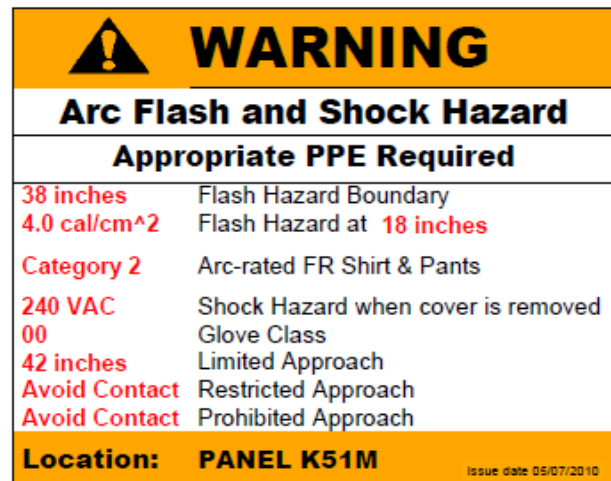 WARNING
Arc Flash and Shock Hazard
Appropriate PPE Required
38 inches Flash Hazard Boundary
4.0 cal/cm^2 Flash Hazard at 18 inches
Category 2 Arc-rated FR Shirt & Pants
240 VAC Shock Hazard when cover is removed
00 Glove Class
42 inches Limited Approach
Avoid Contact Restricted Approach
Avoid Contact Prohibited Approach
Location: PANEL K51M
Issue date 05/07/2010